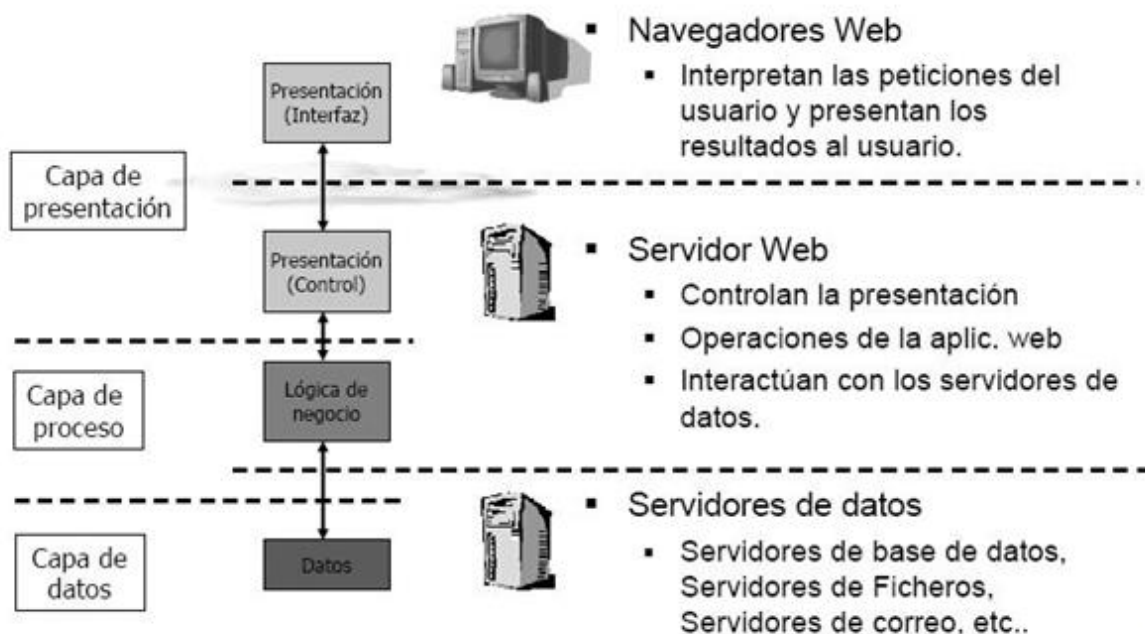 Capa de
presentación
Capa de
proceso
Capa de
datos
Presentación
(Interfaz)
Presentación
(Control)
Lógica de
negocio
Datos
▪ Navegadores Web
▪ Interpretan las peticiones del
usuario y presentan los
resultados al usuario.
▪ Servidor Web
▪ Controlan la presentación
▪ Operaciones de la aplic. web
▪ Interactúan con los servidores de
datos.
▪ Servidores de datos
▪ Servidores de base de datos,
Servidores de Ficheros,
Servidores de correo, etc..